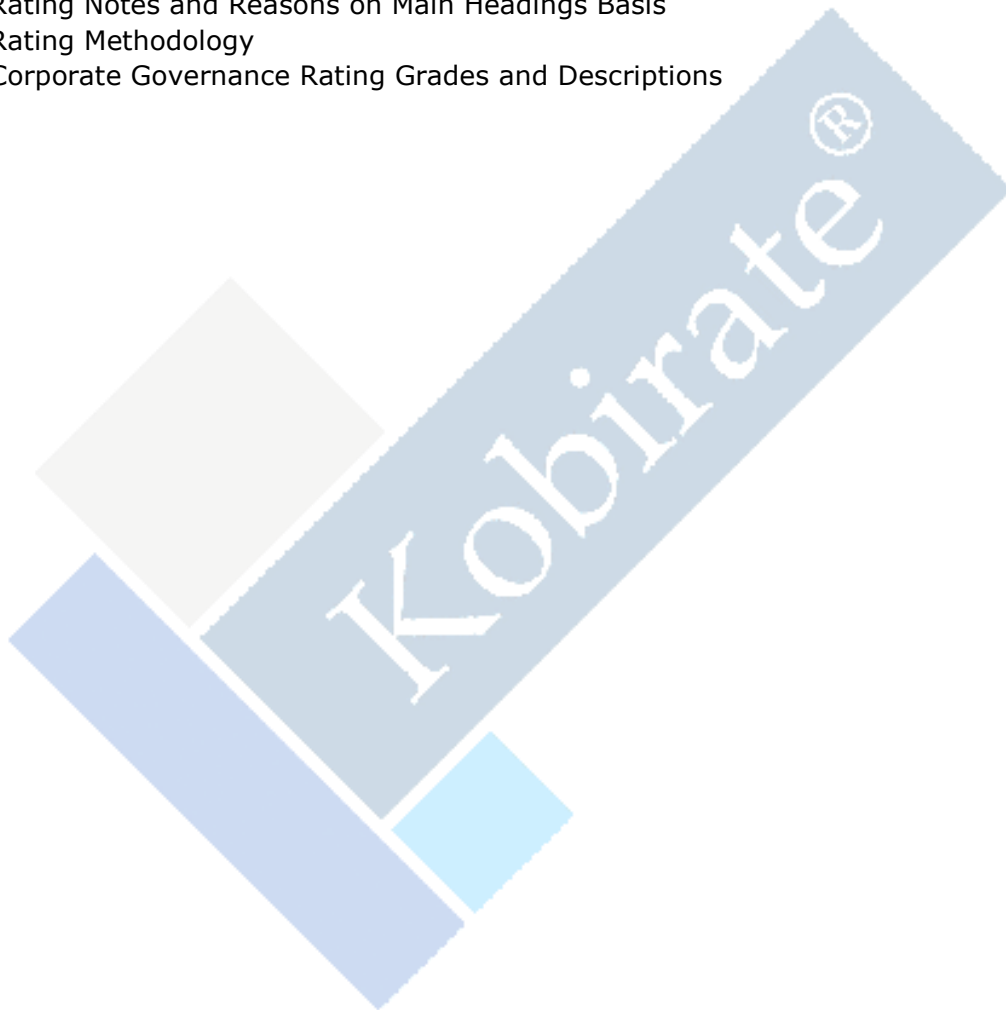 Rating Notes and Reasons on Main Headings Basis
Rating Methodology
Corporate Governance Rating Grades and Descriptions
Kobirate®